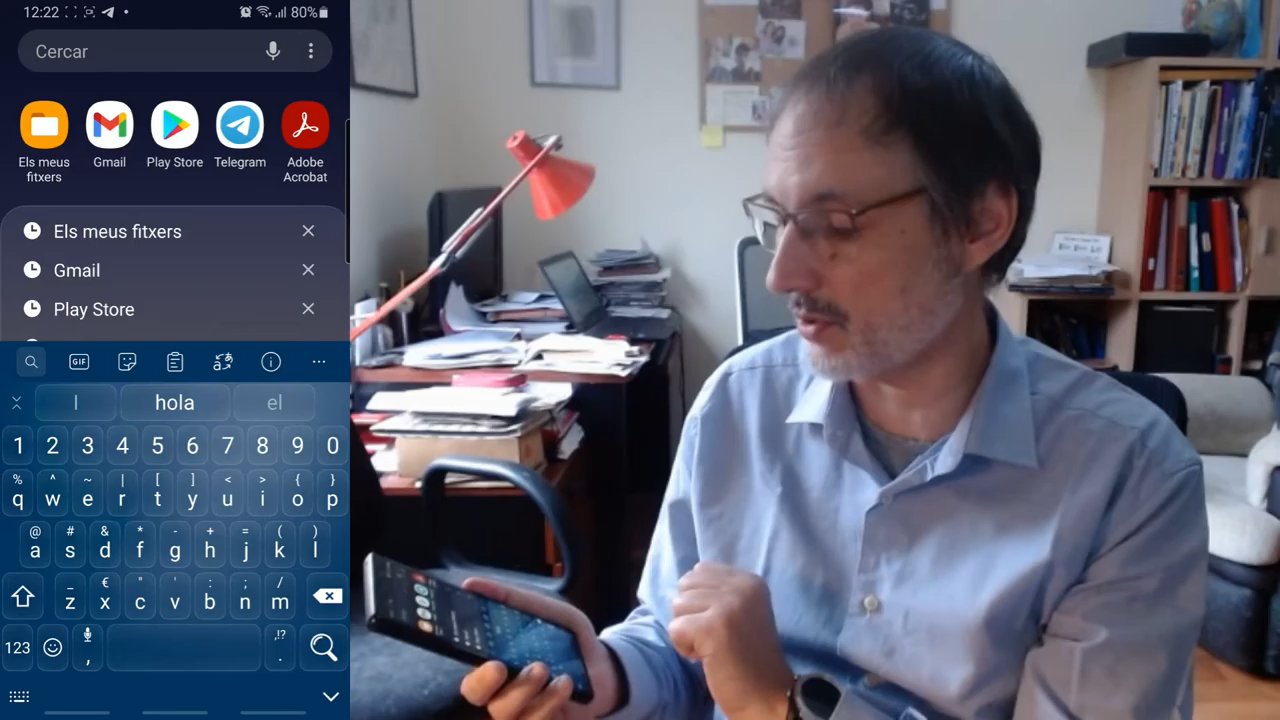 12:22 80%
Cercar
Els meus fitxers
Gmail
Play Store
Telegram
Adobe Acrobat
Els meus fitxers
Gmail
Play Store
GIF
l hola el
1 2 3 4 5 6 7 8 9 0
% ^ ~ | [ ] < > { }
q w e r t y u i o p
@ # & * - + = ( )
a s d f g h j k l
_ € " ' : ; /
z x c v b n m
123 , ,!? .